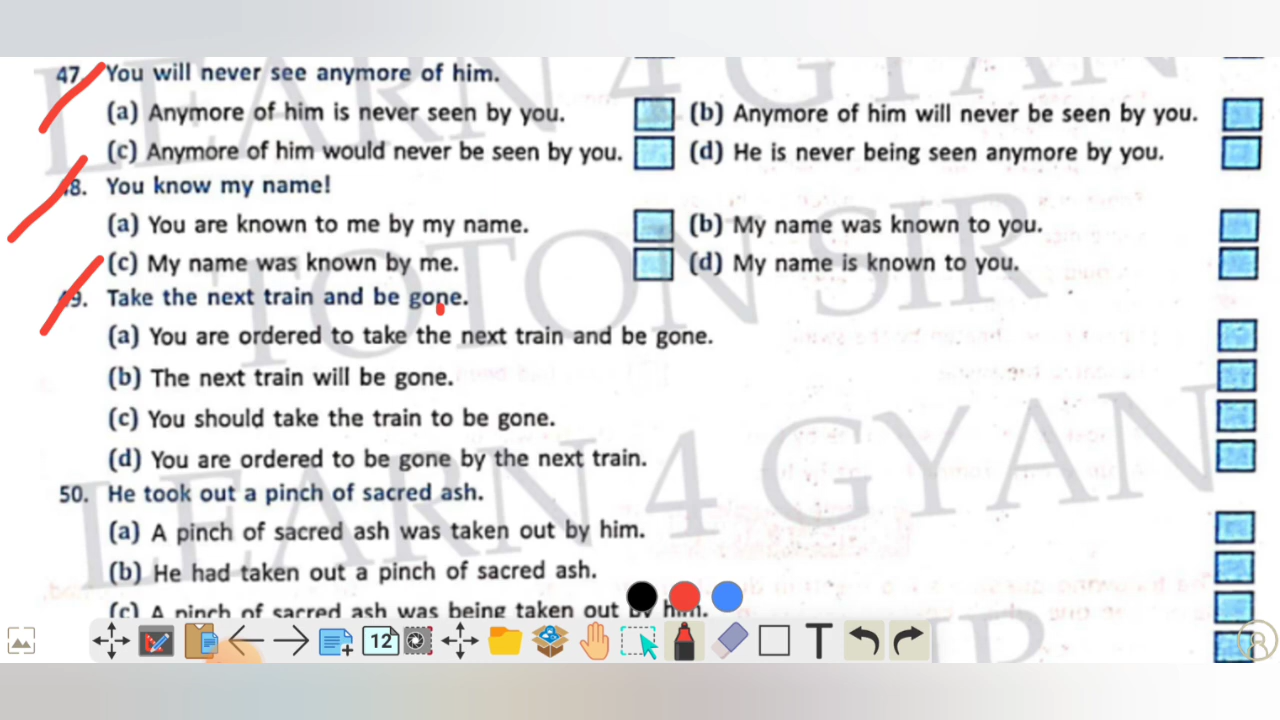 47. You will never see anymore of him.
(a) Anymore of him is never seen by you. (b) Anymore of him will never be seen by you.
(c) Anymore of him would never be seen by you. (d) He is never being seen anymore by you.
8. You know my name!
(a) You are known to me by my name. (b) My name was known to you.
(c) My name was known by me. (d) My name is known to you.
9. Take the next train and be gone.
(a) You are ordered to take the next train and be gone.
(b) The next train will be gone.
(c) You should take the train to be gone.
(d) You are ordered to be gone by the next train.
50. He took out a pinch of sacred ash.
(a) A pinch of sacred ash was taken out by him.
(b) He had taken out a pinch of sacred ash.
(c) A pinch of sacred ash was being taken out by him.
LEARN 4 GYAN
TOTON SIR
LEARN 4 GYAN
IR
12
T